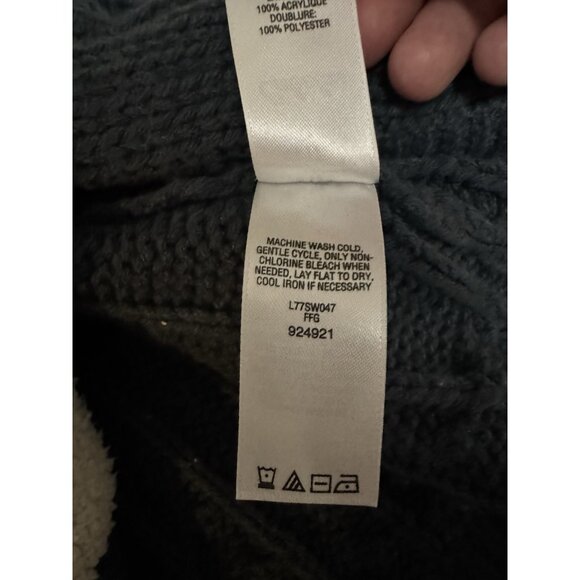 100% ACRYLIQUE
DOUBLURE:
100% POLYESTER
MACHINE WASH COLD,
GENTLE CYCLE, ONLY NON-
CHLORINE BLEACH WHEN
NEEDED, LAY FLAT TO DRY,
COOL IRON IF NECESSARY
L77SW047
FFG
924921